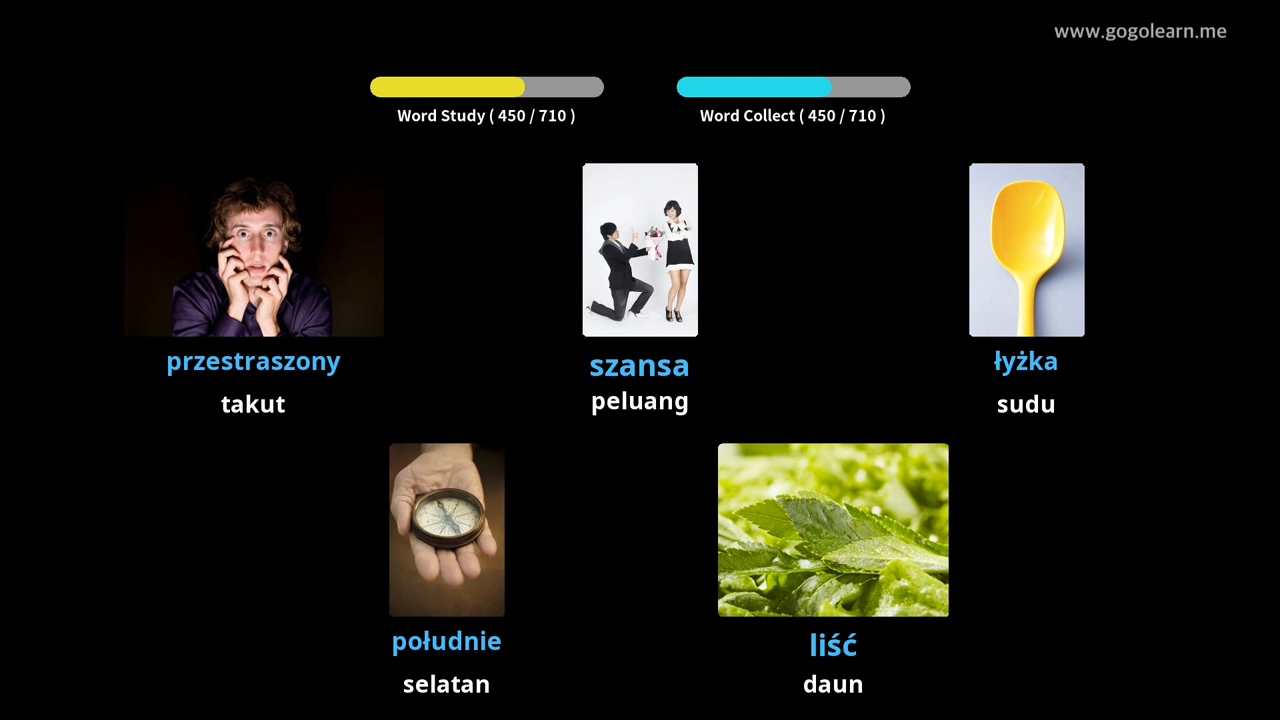 www.gogolearn.me
Word Study ( 450 / 710 )
Word Collect ( 450 / 710 )
przestraszony
takut
szansa
peluang
łyżka
sudu
południe
selatan
liść
daun